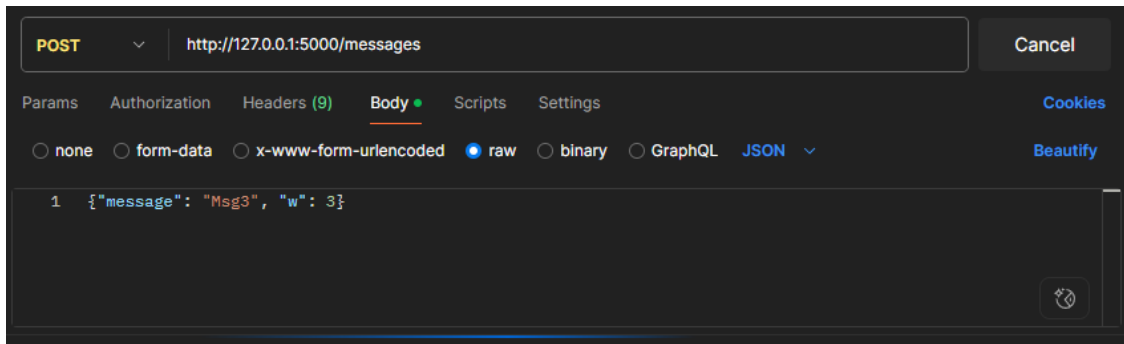 POST http://127.0.0.1:5000/messages Cancel
Params Authorization Headers (9) Body Scripts Settings Cookies
none form-data x-www-form-urlencoded raw binary GraphQL JSON Beautify
1 {"message": "Msg3", "w": 3}